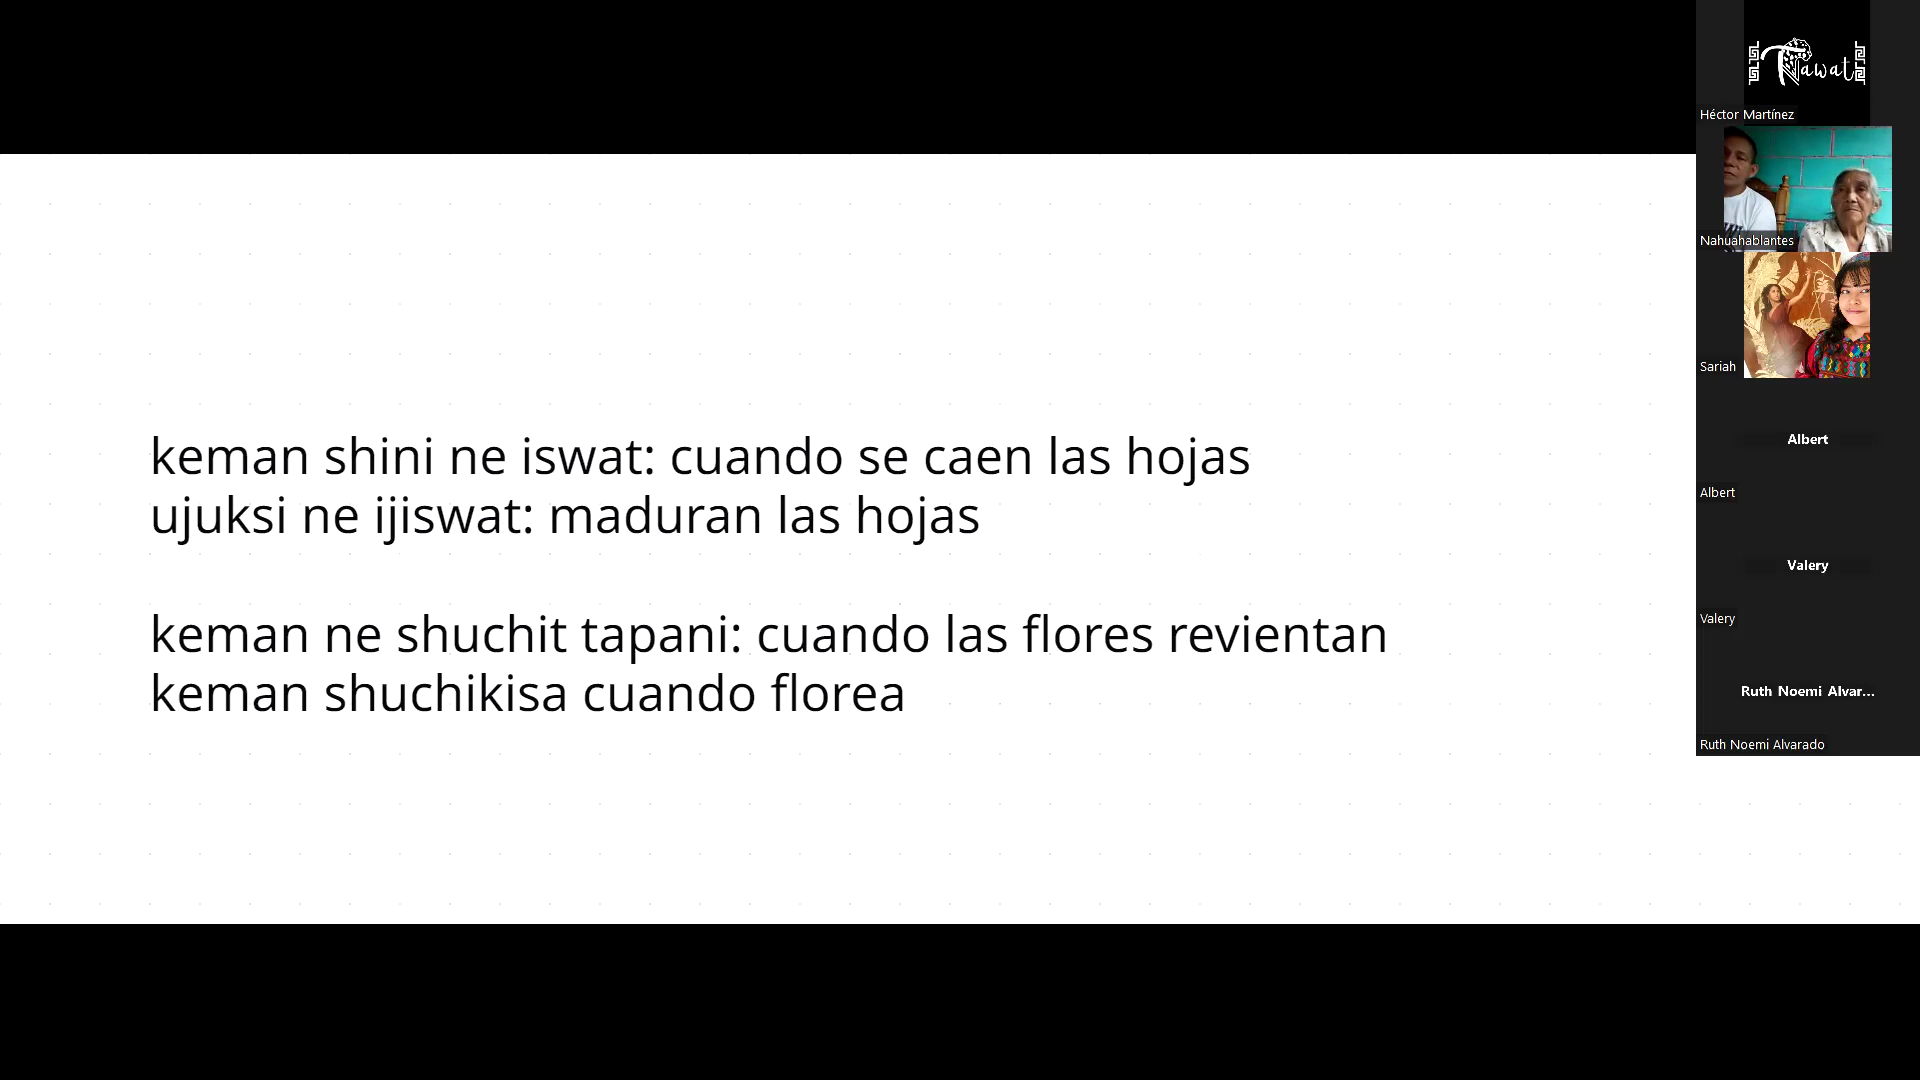 keman shini ne iswat: cuando se caen las hojas
ujuksi ne ijiswat: maduran las hojas
keman ne shuchit tapani: cuando las flores revientan
keman shuchikisa cuando florea
Tawat
Héctor Martínez
Nahuahablantes
Sariah
Albert
Albert
Valery
Valery
Ruth Noemi Alvar...
Ruth Noemi Alvarado